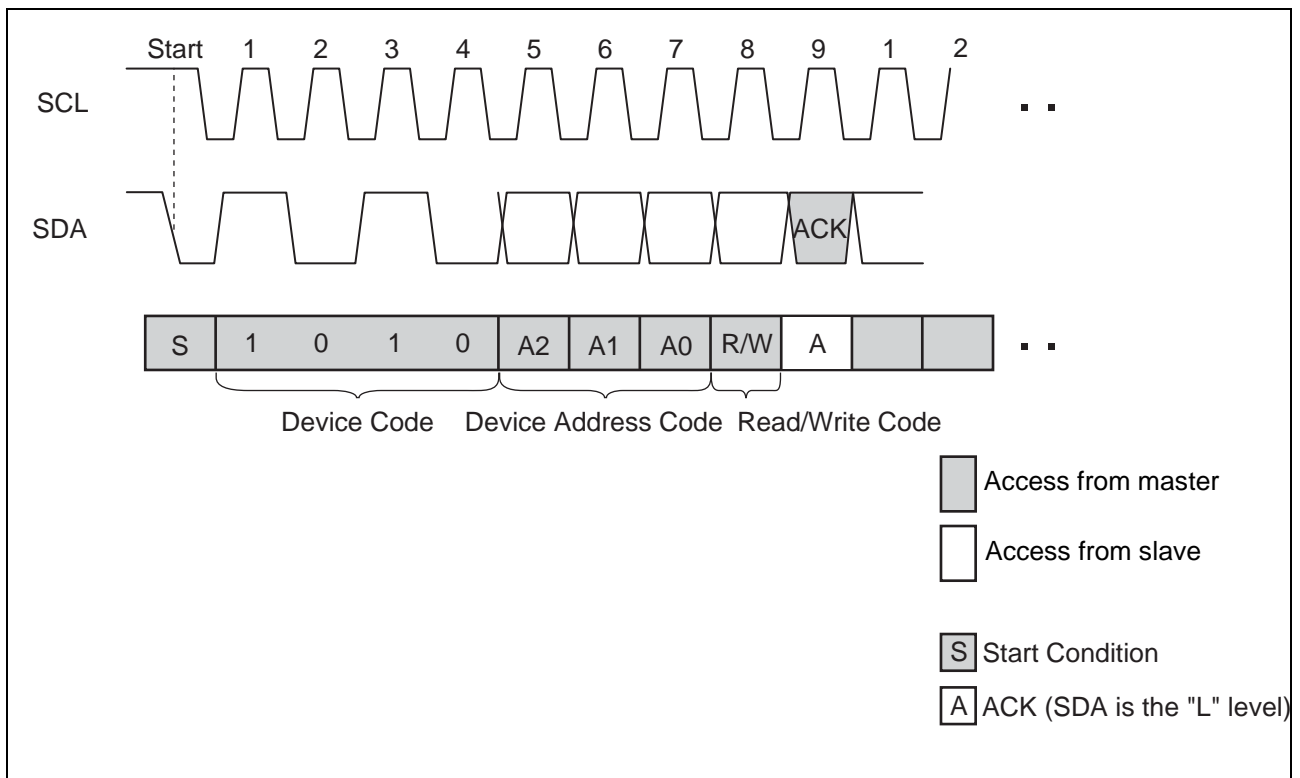 Start 1 2 3 4 5 6 7 8 9 1 2
SCL
SDA
ACK
S 1 0 1 0 A2 A1 A0 R/W A
Device Code Device Address Code Read/Write Code
Access from master
Access from slave
S Start Condition
A ACK (SDA is the "L" level)